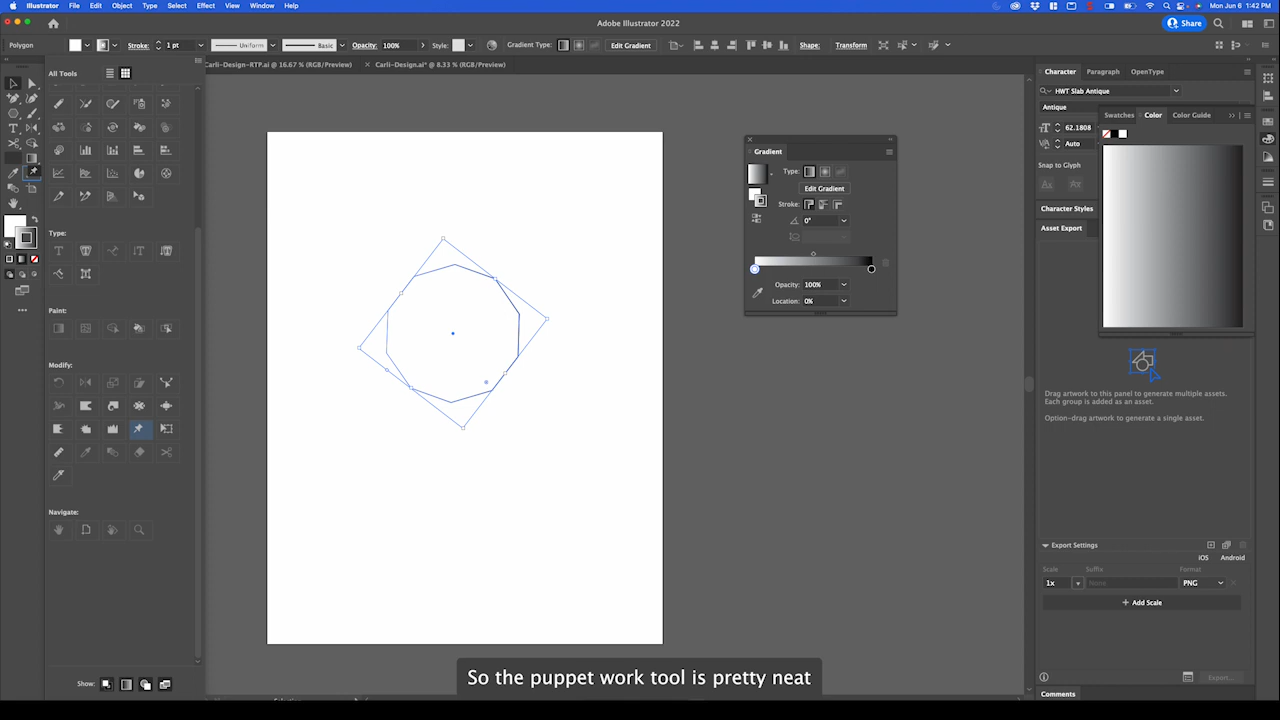 Illustrator File Edit Object Type Select Effect View Window Help
Mon Jun 6 1:42 PM
Adobe Illustrator 2022
Share
Polygon
Stroke: 1 pt Uniform Basic Opacity: 100% Style: Gradient Type: Edit Gradient Shape: Transform
All Tools
Carli-Design-RTP.ai @ 16.67 % (RGB/Preview)
× Carli-Design.ai* @ 8.33 % (RGB/Preview)
Type:
Paint:
Modify:
Navigate:
Show:
Gradient
Type:
Edit Gradient
Stroke:
0°
Opacity: 100%
Location: 0%
Character Paragraph OpenType
HWT Slab Antique
Antique
62.1808
Auto
Snap to Glyph
Character Styles
Asset Export
Swatches Color Color Guide
Drag artwork to this panel to generate multiple assets.
Each group is added as an asset.
Option-drag artwork to generate a single asset.
Export Settings
iOS Android
Scale Suffix Format
1x None PNG
+ Add Scale
Export...
Comments
So the puppet work tool is pretty neat